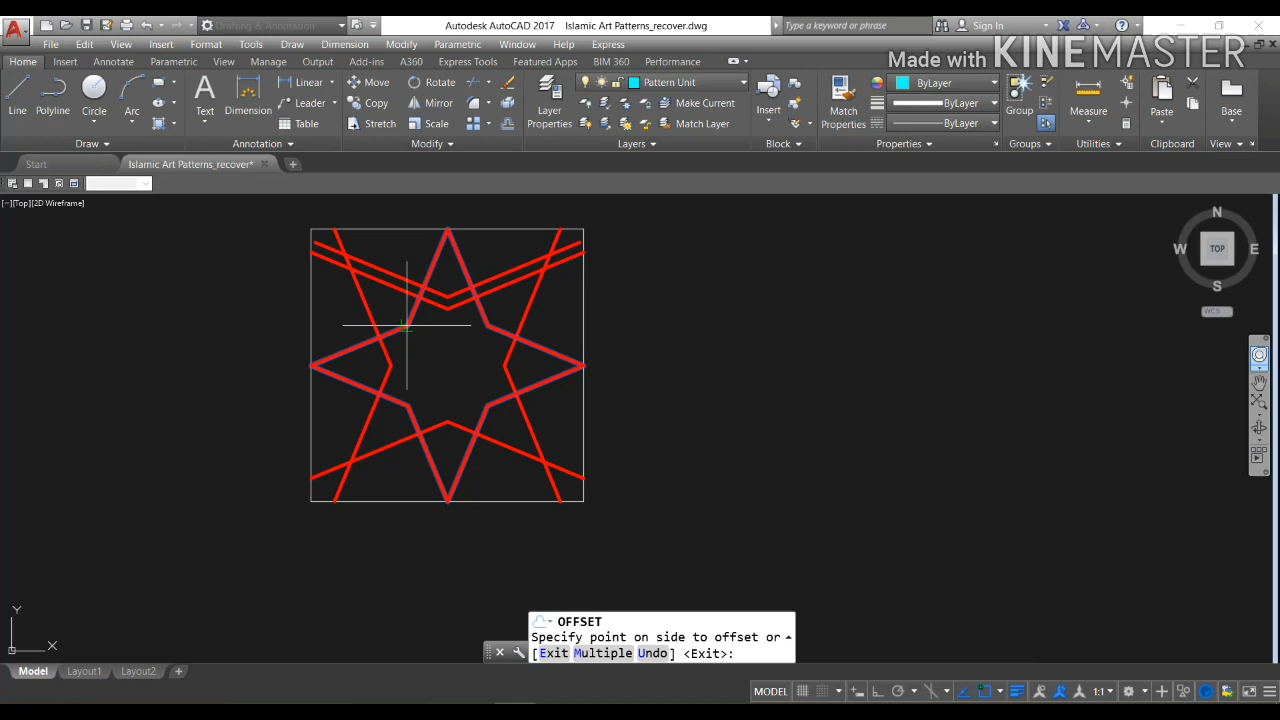 Drafting & Annotation
Autodesk AutoCAD 2017 Islamic Art Patterns_recover.dwg
Type a keyword or phrase
Sign In
File Edit View Insert Format Tools Draw Dimension Modify Parametric Window Help Express
Made with KINEMASTER
Home Insert Annotate Parametric View Manage Output Add-ins A360 Express Tools Featured Apps BIM 360 Performance
Line Polyline Circle Arc Text Dimension Linear Leader Table
Move Rotate Copy Mirror Stretch Scale
Layer Properties Pattern Unit Make Current Match Layer
Insert Match Properties ByLayer ByLayer ByLayer
Group Measure Paste Base
Draw Annotation Modify Layers Block Properties Groups Utilities Clipboard View
Start Islamic Art Patterns_recover*
[−][Top][2D Wireframe]
N
W TOP E
S
WCS
Y
X
OFFSET
Specify point on side to offset or
[Exit Multiple Undo] <Exit>:
Model Layout1 Layout2
MODEL 1:1